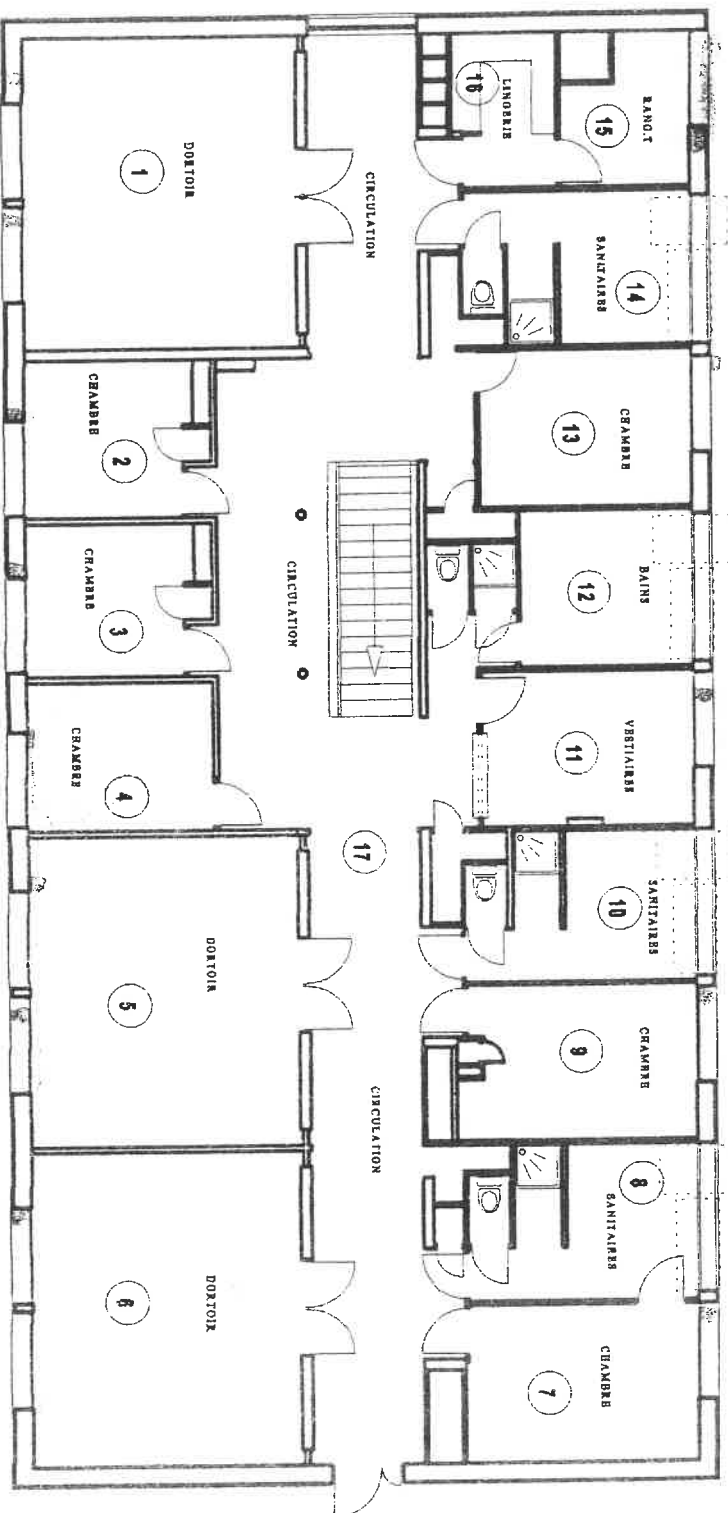 RANG.T
15
LINGERIE
16
SANITAIRES
14
CHAMBRE
13
BAINS
12
VESTIAIRES
11
SANITAIRES
10
CHAMBRE
9
SANITAIRES
8
CHAMBRE
7
CIRCULATION
CIRCULATION
17
CIRCULATION
DORTOIR
1
CHAMBRE
2
CHAMBRE
3
CHAMBRE
4
DORTOIR
5
DORTOIR
6